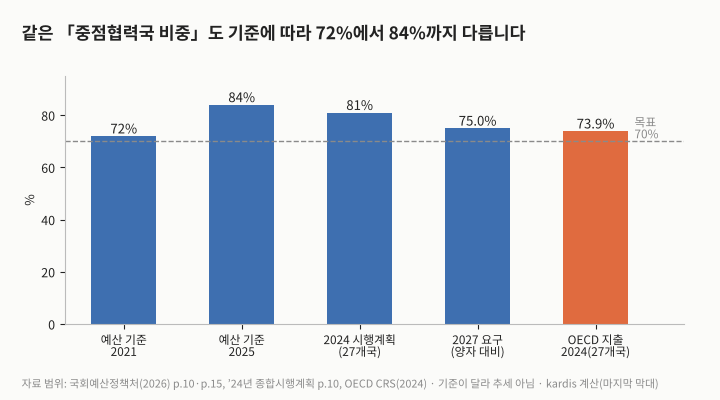 같은 「중점협력국 비중」도 기준에 따라 72%에서 84%까지 다릅니다
%
80
60
40
20
0
72%
84%
81%
75.0%
73.9%
목표
70%
예산 기준
2021
예산 기준
2025
2024 시행계획
(27개국)
2027 요구
(양자 대비)
OECD 지출
2024(27개국)
자료 범위: 국회예산정책처(2026) p.10·p.15, '24년 종합시행계획 p.10, OECD CRS(2024) · 기준이 달라 추세 아님 · kardis 계산(마지막 막대)